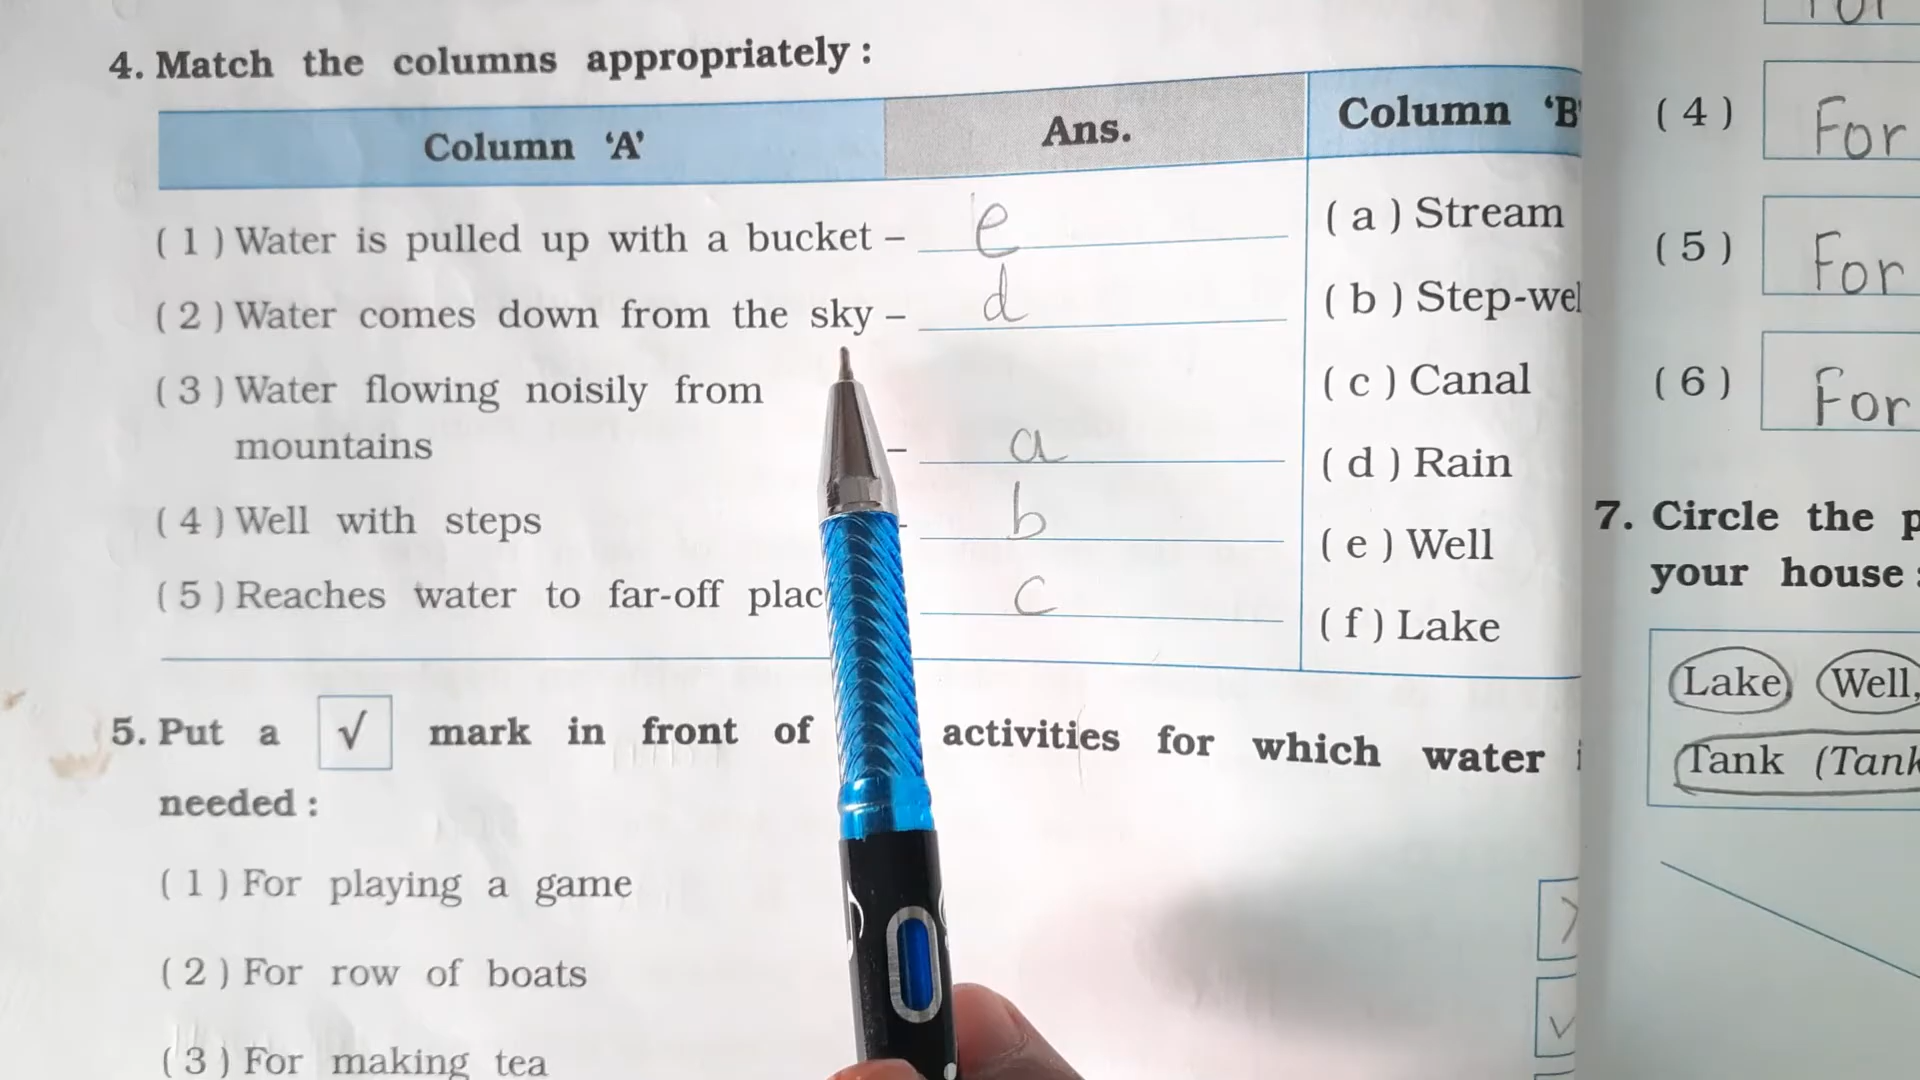 4. Match the columns appropriately :
Column ‘A’ Ans. Column ‘B’
( 1 ) Water is pulled up with a bucket – e ( a ) Stream
( 2 ) Water comes down from the sky – d ( b )
( 3 ) Water flowing noisily from ( c ) Canal
mountains – a ( d ) Rain
( 4 ) Well with steps - b ( e ) Well
( 5 ) Reaches water to far-off c ( f ) Lake
5. Put a √ mark in front of activities for which water
needed :
( 1 ) For playing a game
( 2 ) For row of boats
( 3 ) For making tea
( 4 ) For
( 5 ) For
( 6 ) For
7. Circle the
your house :
Lake, Well,
Tank